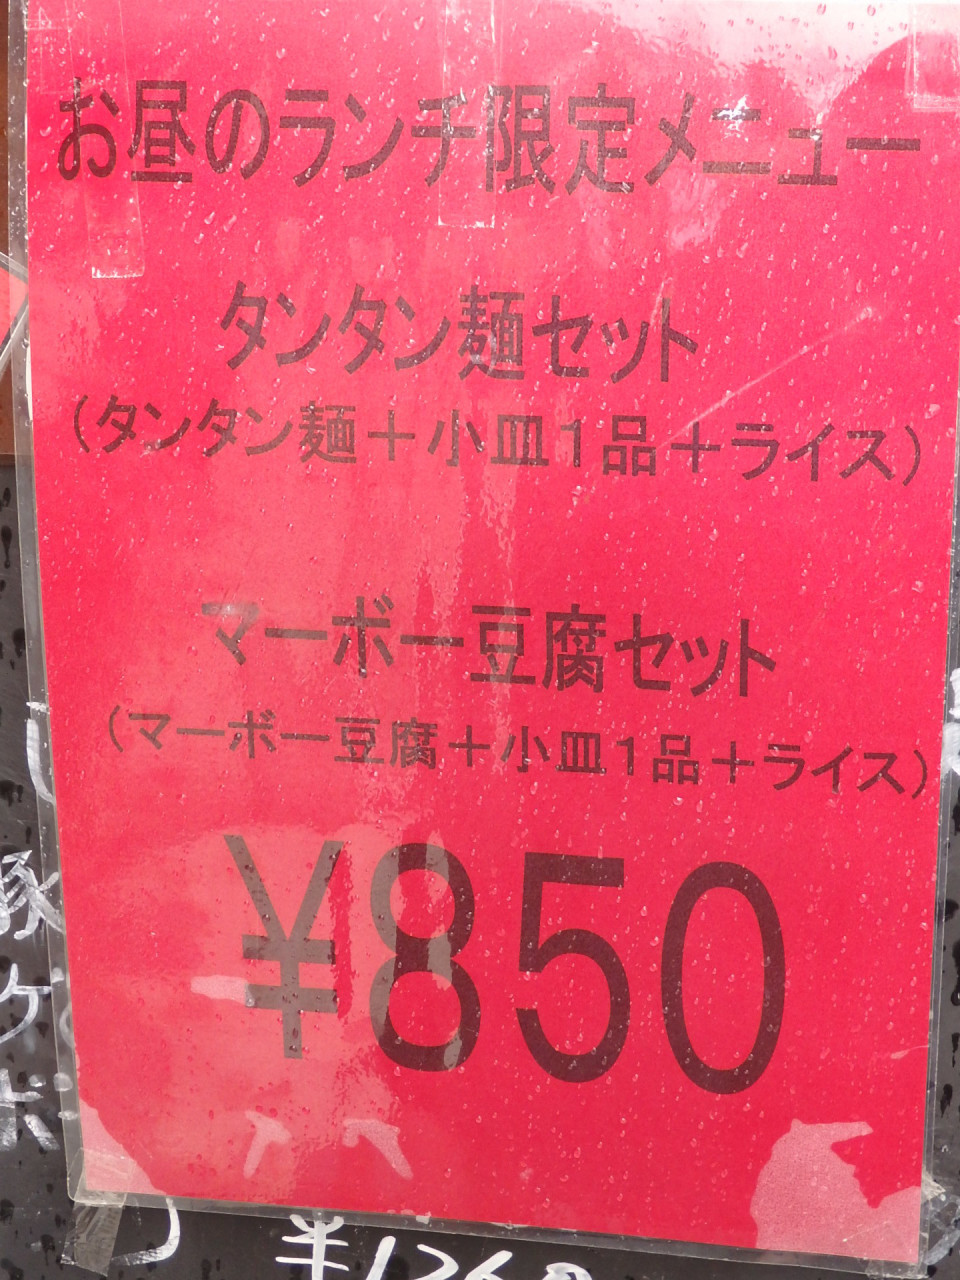 お昼のランチ限定メニュー
タンタン麺セット
（タンタン麺＋小皿１品＋ライス）
マーボー豆腐セット
（マーボー豆腐＋小皿１品＋ライス）
¥850